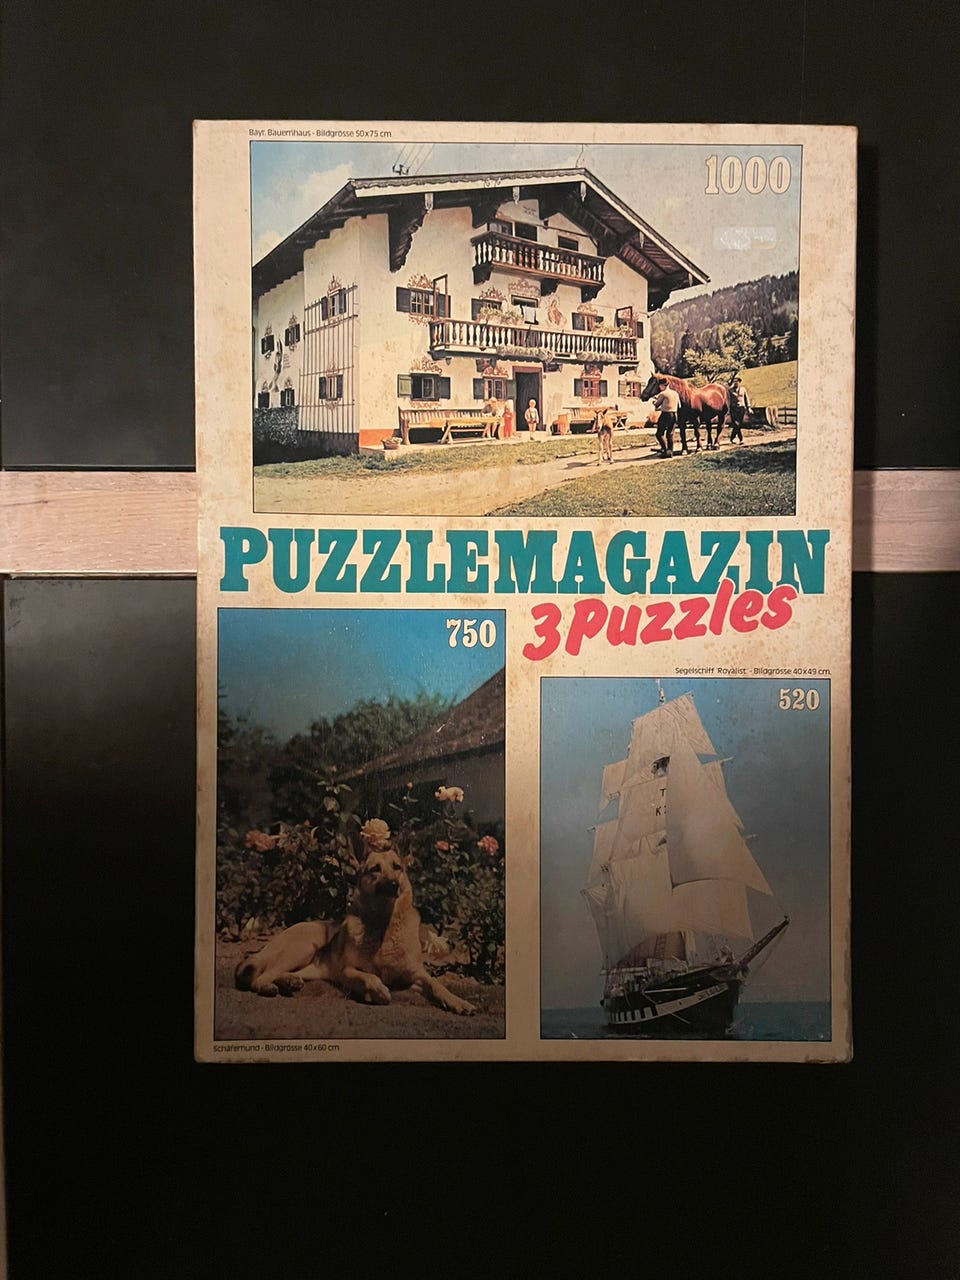 Bayr. Bauernhaus - Bildgrösse 50x75 cm
1000
PUZZLEMAGAZIN
3 Puzzles
750
Segelschiff 'Royalist' - Bildgrösse 40x49 cm.
520
T
K
Schäferhund - Bildgrösse 40x60 cm